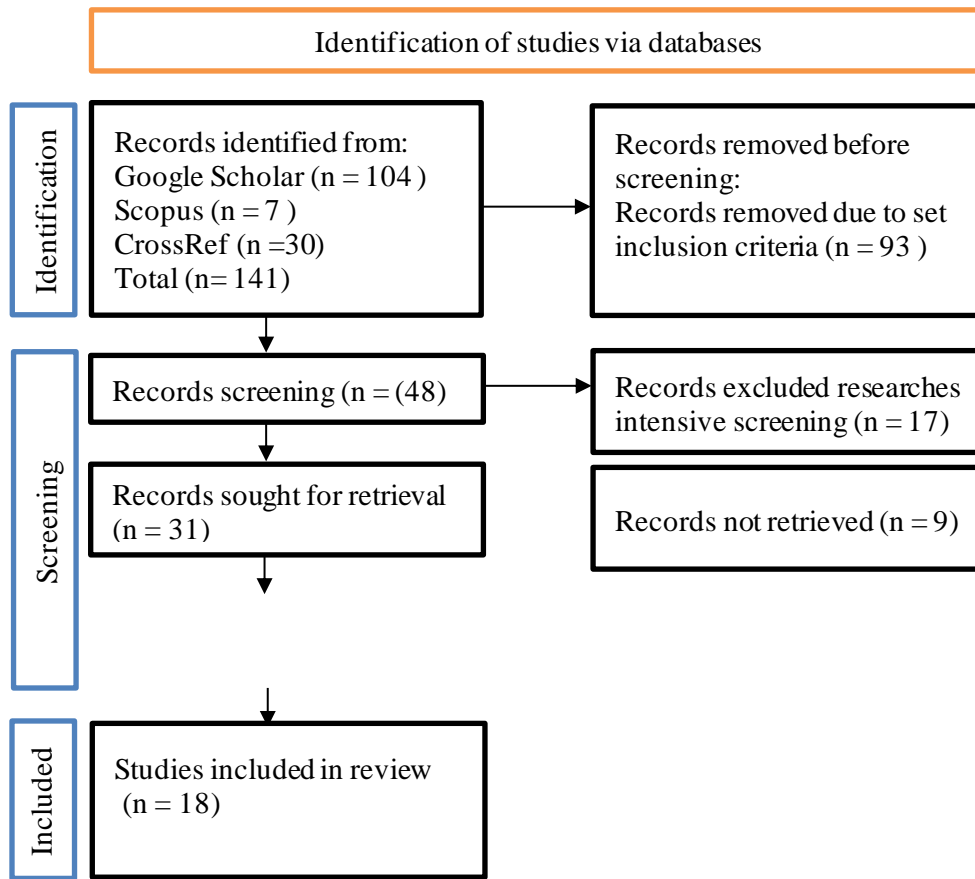 Identification of studies via databases
Identification
Records identified from:
Google Scholar (n = 104 )
Scopus (n = 7 )
CrossRef (n =30)
Total (n= 141)
Records removed before
screening:
Records removed due to set
inclusion criteria (n = 93 )
Screening
Records screening (n = (48)
Records excluded researches
intensive screening (n = 17)
Records sought for retrieval
(n = 31)
Records not retrieved (n = 9)
Included
Studies included in review
(n = 18)